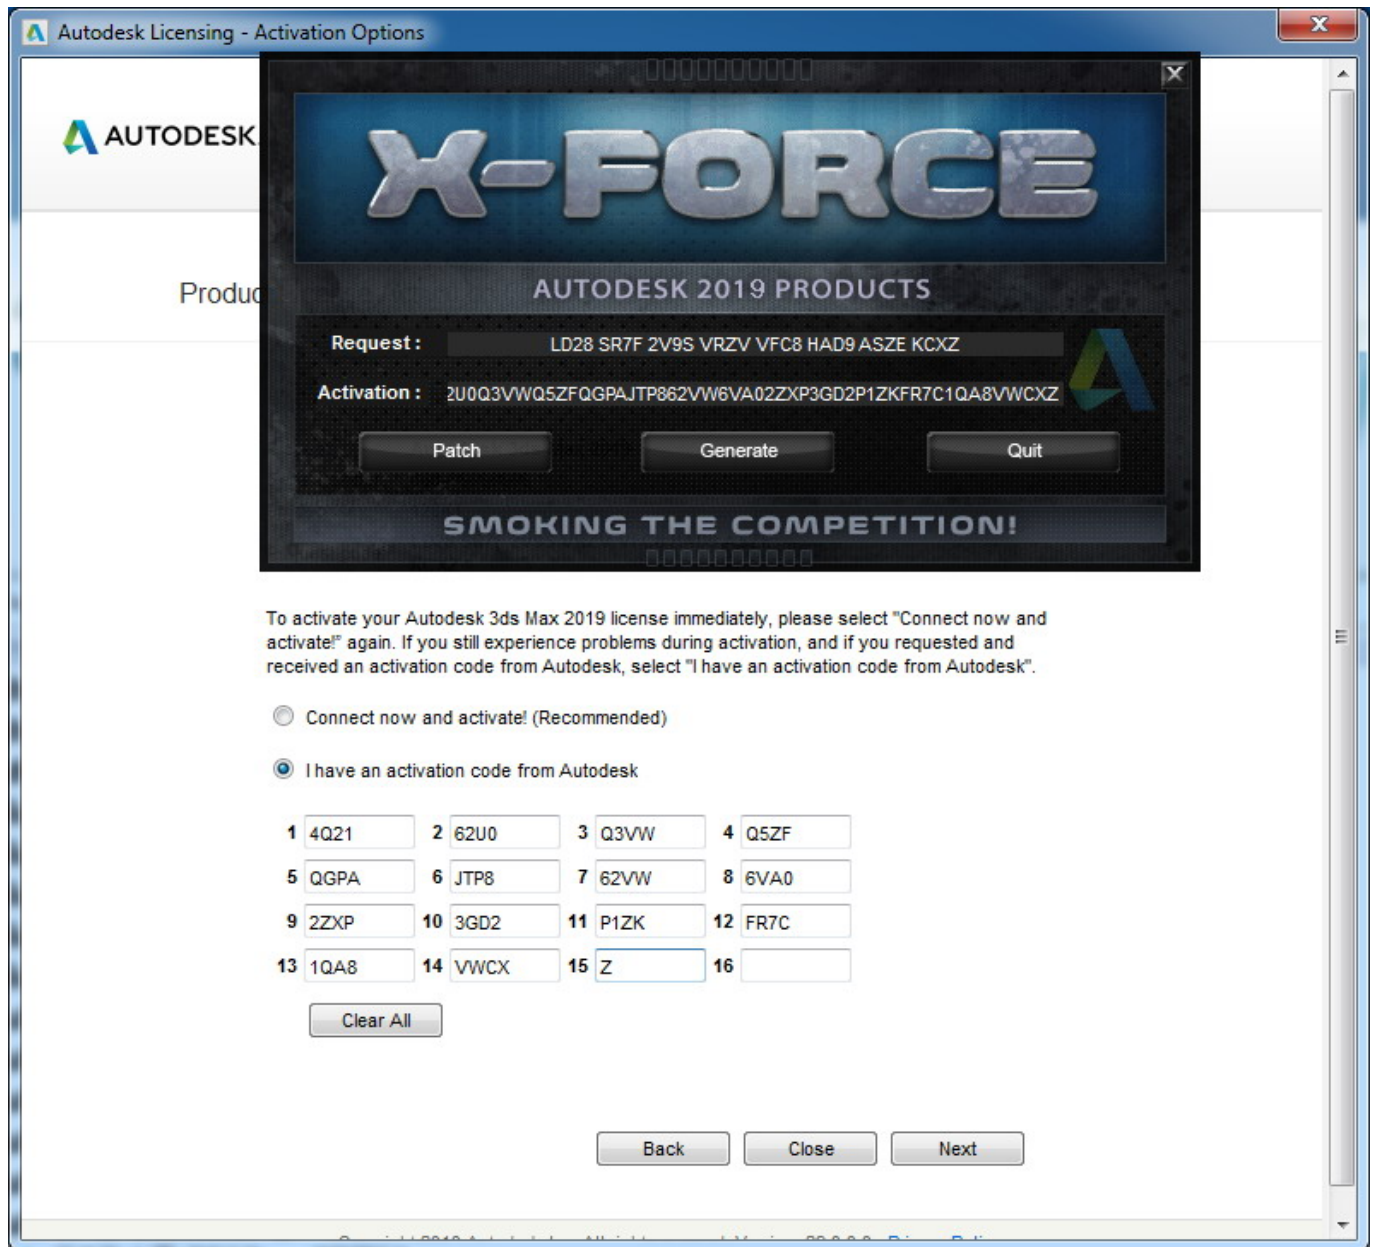 Autodesk Licensing - Activation Options
X
AUTODESK
X-FORCE
AUTODESK 2019 PRODUCTS
Produc
Request : LD28 SR7F 2V9S VRZV VFC8 HAD9 ASZE KCXZ
Activation : 2U0Q3VWQ5ZFQGPAJTP862VW6VA02ZXP3GD2P1ZKFR7C1QA8VWCXZ
Patch Generate Quit
SMOKING THE COMPETITION!
To activate your Autodesk 3ds Max 2019 license immediately, please select "Connect now and
activate!" again. If you still experience problems during activation, and if you requested and
received an activation code from Autodesk, select "I have an activation code from Autodesk".
Connect now and activate! (Recommended)
I have an activation code from Autodesk
1 4Q21 2 62U0 3 Q3VW 4 Q5ZF
5 QGPA 6 JTP8 7 62VW 8 6VA0
9 2ZXP 10 3GD2 11 P1ZK 12 FR7C
13 1QA8 14 VWCX 15 Z 16
Clear All
Back Close Next